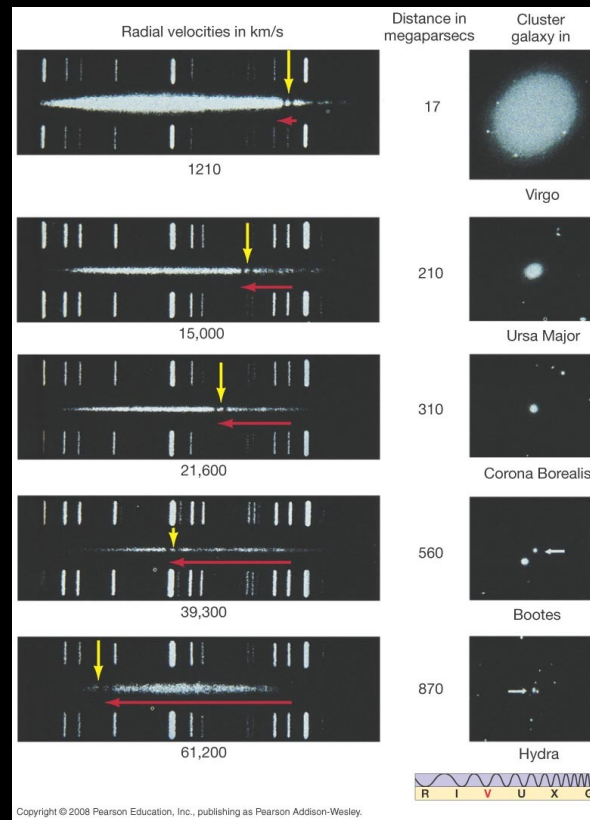 Radial velocities in km/s
Distance in
megaparsecs
Cluster
galaxy in
1210
17
Virgo
15,000
210
Ursa Major
21,600
310
Corona Borealis
39,300
560
Bootes
61,200
870
Hydra
R I V U X G
Copyright © 2008 Pearson Education, Inc., publishing as Pearson Addison-Wesley.